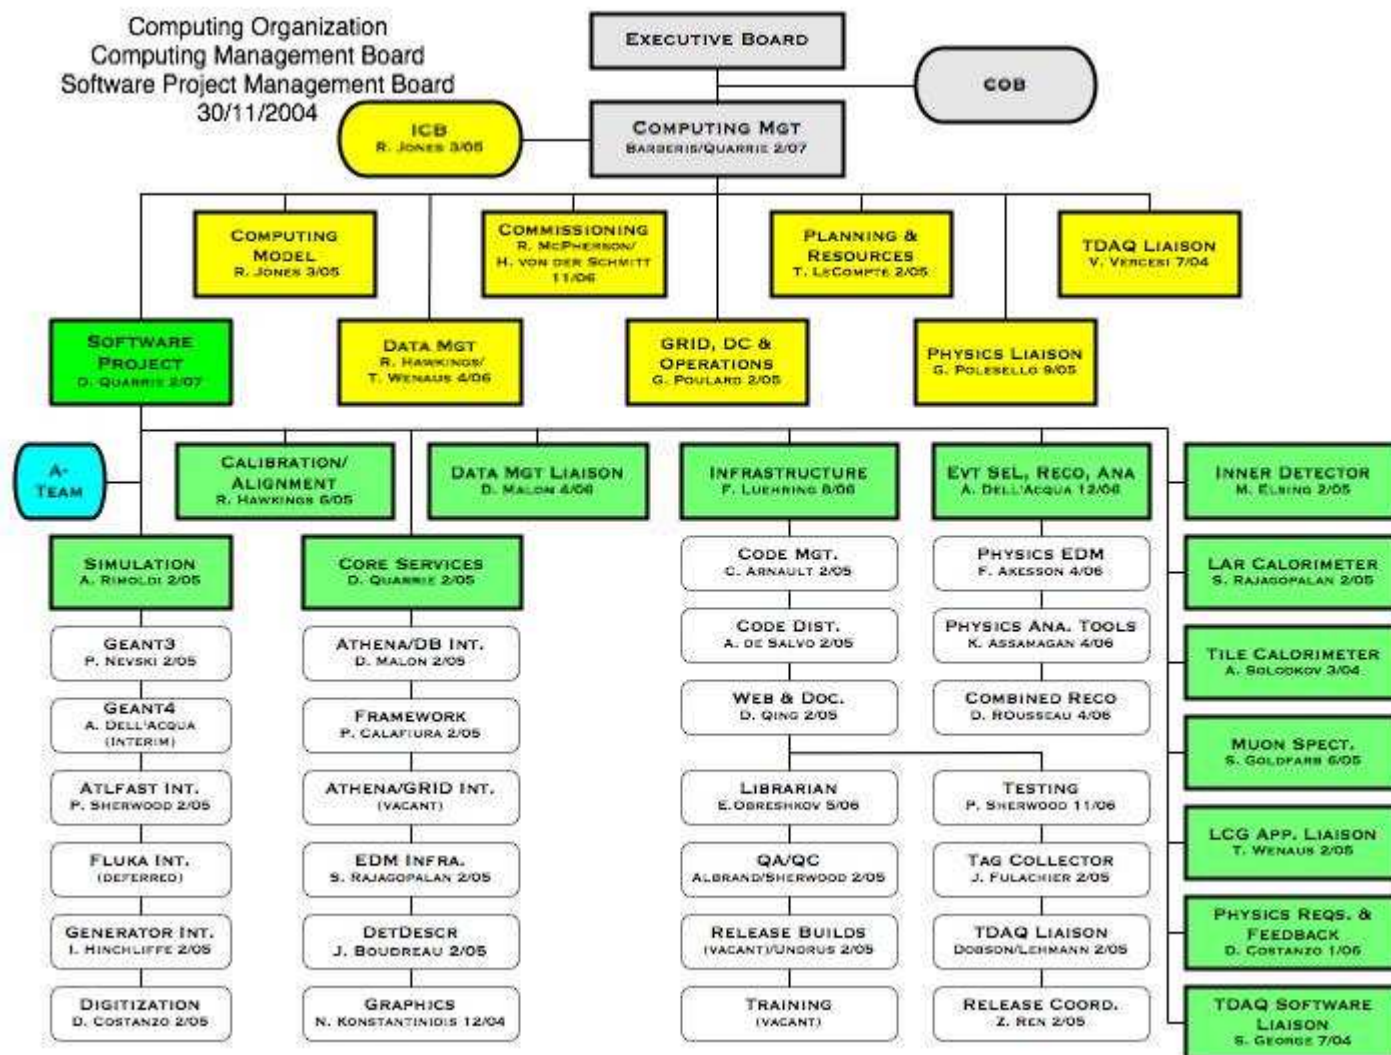 Computing Organization
Computing Management Board
Software Project Management Board
30/11/2004
EXECUTIVE BOARD
COB
ICB
R. JONES 3/05
COMPUTING MGT
BARBERIS/QUARRIE 2/07
COMPUTING
MODEL
R. JONES 3/05
COMMISSIONING
R. MCPHERSON/
H. VON DER SCHMITT
11/06
PLANNING &
RESOURCES
T. LECOMPTE 2/05
TDAQ LIAISON
V. VERCESI 7/04
SOFTWARE
PROJECT
D. QUARRIE 2/07
DATA MGT
R. HAWKINGS/
T. WENAUS 4/06
GRID, DC &
OPERATIONS
G. POULARD 2/05
PHYSICS LIAISON
G. POLESELLO 9/05
A-
TEAM
CALIBRATION/
ALIGNMENT
R. HAWKINGS 6/05
DATA MGT LIAISON
D. MALON 4/06
INFRASTRUCTURE
F. LUEHRING 8/06
EVT SEL, RECO, ANA
A. DELL'ACQUA 12/06
INNER DETECTOR
M. ELSING 2/05
SIMULATION
A. RIMOLDI 2/05
CORE SERVICES
D. QUARRIE 2/05
CODE MGT.
C. ARNAULT 2/05
PHYSICS EDM
F. AKESSON 4/06
LAR CALORIMETER
S. RAJAGOPALAN 2/05
GEANT3
P. NEVSKI 2/05
ATHENA/DB INT.
D. MALON 2/05
CODE DIST.
A. DE SALVO 2/05
PHYSICS ANA. TOOLS
K. ASSAMAGAN 4/06
TILE CALORIMETER
A. SOLODKOV 3/04
GEANT4
A. DELL'ACQUA
(INTERIM)
FRAMEWORK
P. CALAFIURA 2/05
WEB & DOC.
D. QING 2/05
COMBINED RECO
D. ROUSSEAU 4/06
MUON SPECT.
S. GOLDFARB 6/05
ATLFAST INT.
P. SHERWOOD 2/05
ATHENA/GRID INT.
(VACANT)
LIBRARIAN
E.OBRESHKOV 5/06
TESTING
P. SHERWOOD 11/06
LCG APP. LIAISON
T. WENAUS 2/05
FLUKA INT.
(DEFERRED)
EDM INFRA.
S. RAJAGOPALAN 2/05
QA/QC
ALBRAND/SHERWOOD 2/05
TAG COLLECTOR
J. FULACHIER 2/05
PHYSICS REQS. &
FEEDBACK
D. COSTANZO 1/06
GENERATOR INT.
I. HINCHLIFFE 2/05
DETDESCR
J. BOUDREAU 2/05
RELEASE BUILDS
(VACANT)/UNDRUS 2/05
TDAQ LIAISON
DOBSON/LEHMANN 2/05
DIGITIZATION
D. COSTANZO 2/05
GRAPHICS
N. KONSTANTINIDIS 12/04
TRAINING
(VACANT)
RELEASE COORD.
Z. REN 2/05
TDAQ SOFTWARE
LIAISON
S. GEORGE 7/04